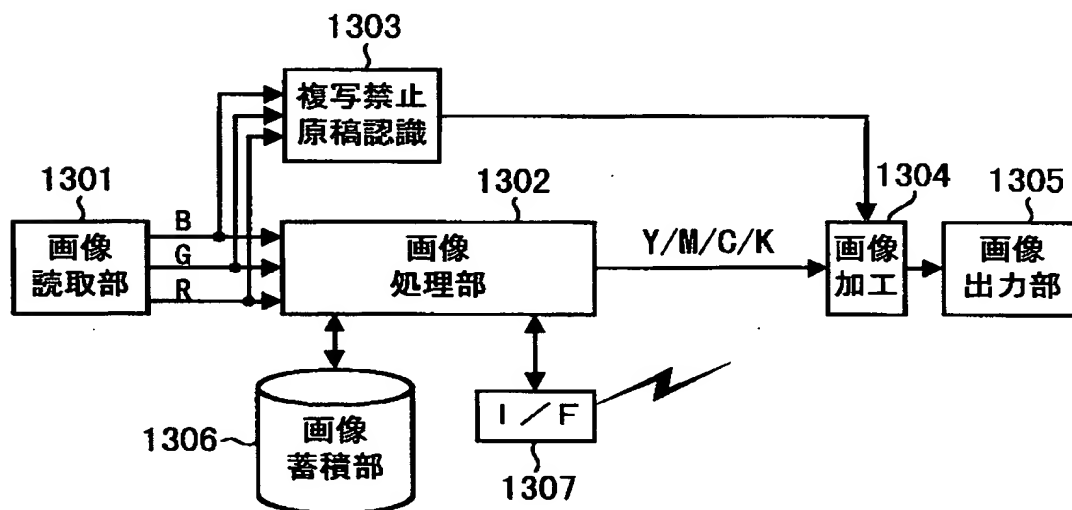 1303
複写禁止
原稿認識
1301
画像
読取部
B
G
R
1302
画像
処理部
Y/M/C/K
1304
画像
加工
1305
画像
出力部
1306
画像
蓄積部
I/F
1307